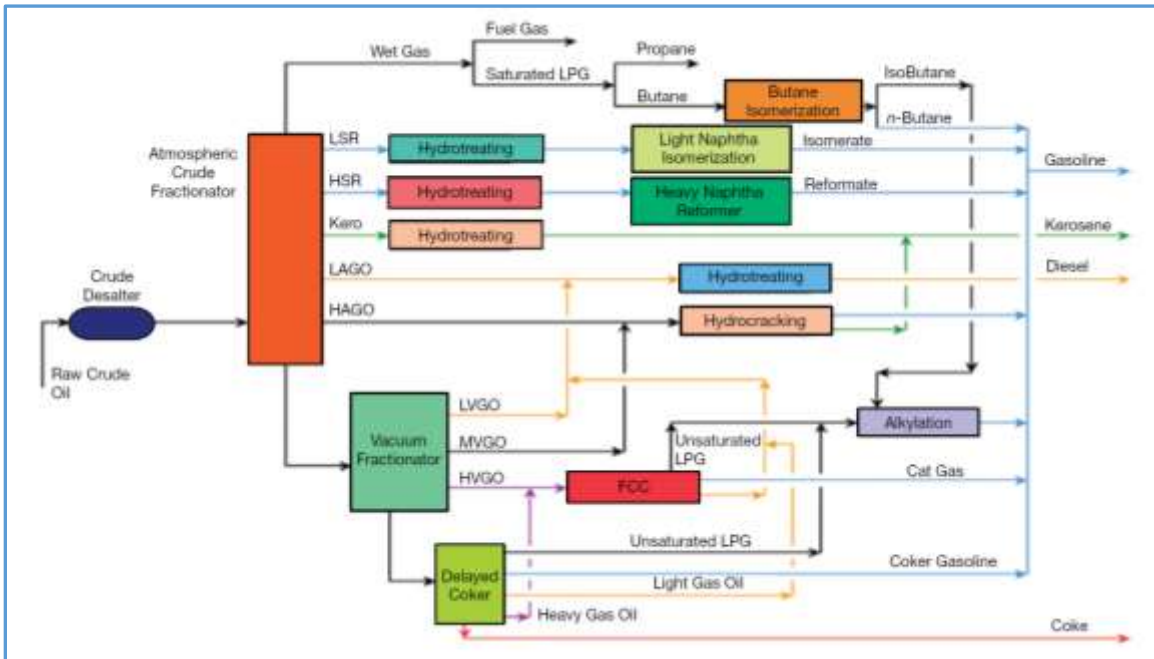 Fuel Gas
Wet Gas
Saturated LPG
Propane
Butane
Butane
Isomerization
IsoButane
n-Butane
Atmospheric
Crude
Fractionator
LSR
Hydrotreating
Light Naphtha
Isomerization
Isomerate
Gasoline
HSR
Hydrotreating
Heavy Naphtha
Reformer
Reformate
Kero
Hydrotreating
Kerosene
LAGO
Hydrotreating
Diesel
Crude
Desalter
HAGO
Hydrocracking
Raw Crude
Oil
LVGO
Vacuum
Fractionator
MVGO
HVGO
FCC
Unsaturated
LPG
Alkylation
Cat Gas
Unsaturated LPG
Delayed
Coker
Coker Gasoline
Light Gas Oil
Heavy Gas Oil
Coke